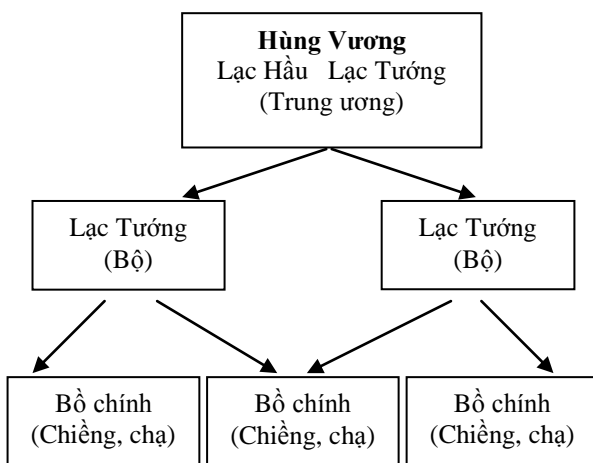 Hùng Vương
Lạc Hầu Lạc Tướng
(Trung ương)
Lạc Tướng
(Bộ)
Lạc Tướng
(Bộ)
Bồ chính
(Chiềng, chạ)
Bồ chính
(Chiềng, chạ)
Bồ chính
(Chiềng, chạ)